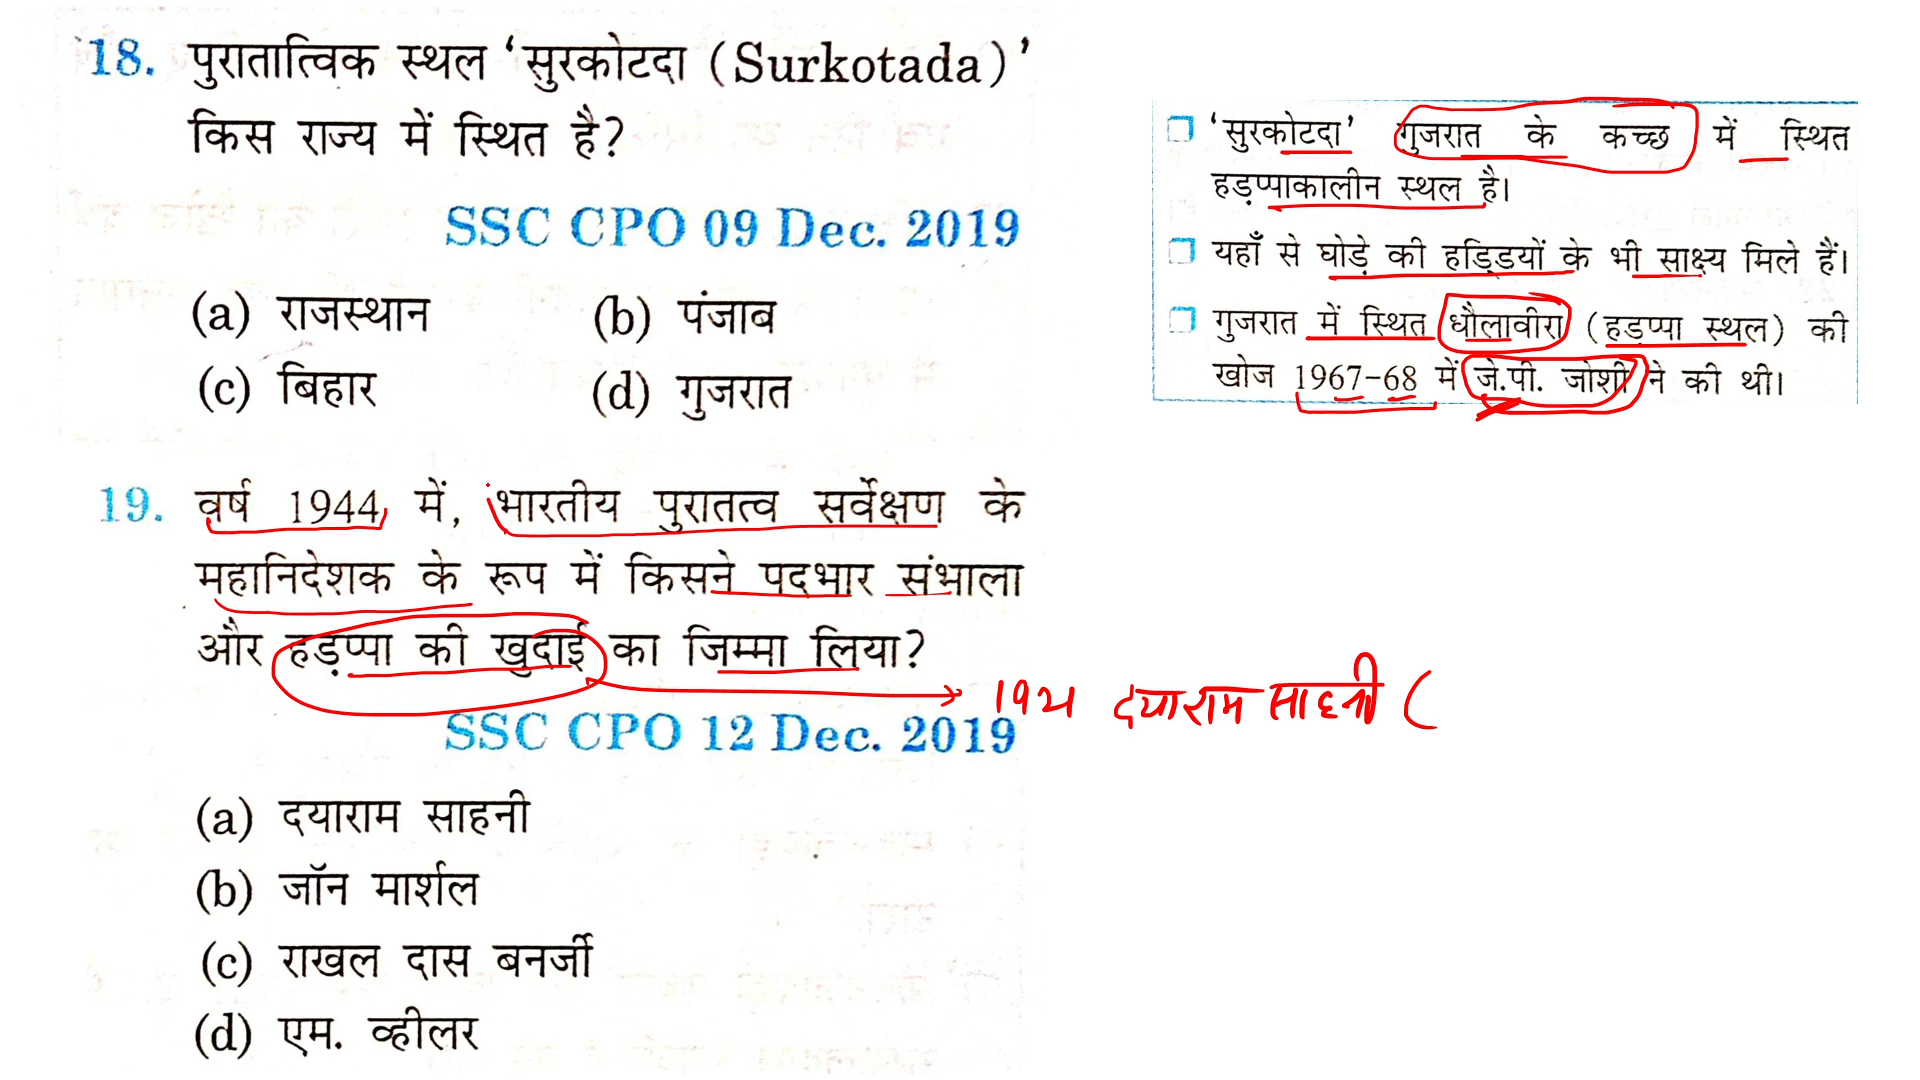 18. पुरातात्विक स्थल ‘सुरकोटदा (Surkotada)’
किस राज्य में स्थित है?
SSC CPO 09 Dec. 2019
(a) राजस्थान (b) पंजाब
(c) बिहार (d) गुजरात
‘सुरकोटदा’ गुजरात के कच्छ में स्थित
हड़प्पाकालीन स्थल है।
यहाँ से घोड़े की हड्डियों के भी साक्ष्य मिले हैं।
गुजरात में स्थित धौलावीरा (हड़प्पा स्थल) की
खोज 1967-68 में जे.पी. जोशी ने की थी।
19. वर्ष 1944 में, भारतीय पुरातत्व सर्वेक्षण के
महानिदेशक के रूप में किसने पदभार संभाला
और हड़प्पा की खुदाई का जिम्मा लिया?
1921 दयाराम साहनी (
SSC CPO 12 Dec. 2019
(a) दयाराम साहनी
(b) जॉन मार्शल
(c) राखल दास बनर्जी
(d) एम. व्हीलर